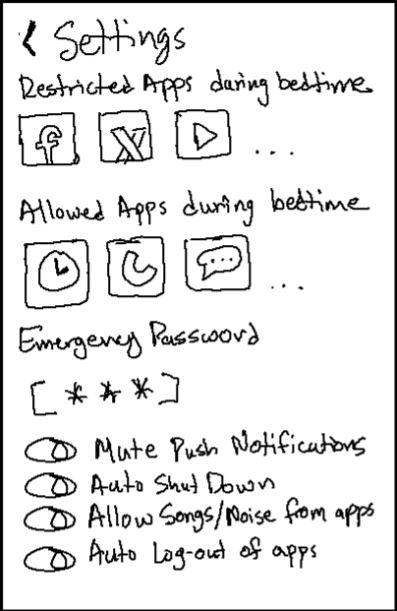 < Settings
Restricted Apps during bedtime
f X ...
Allowed Apps during bedtime
...
Emergency Password
[***]
Mute Push Notifications
Auto Shut Down
Allow Songs/Noise from apps
Auto Log-out of apps